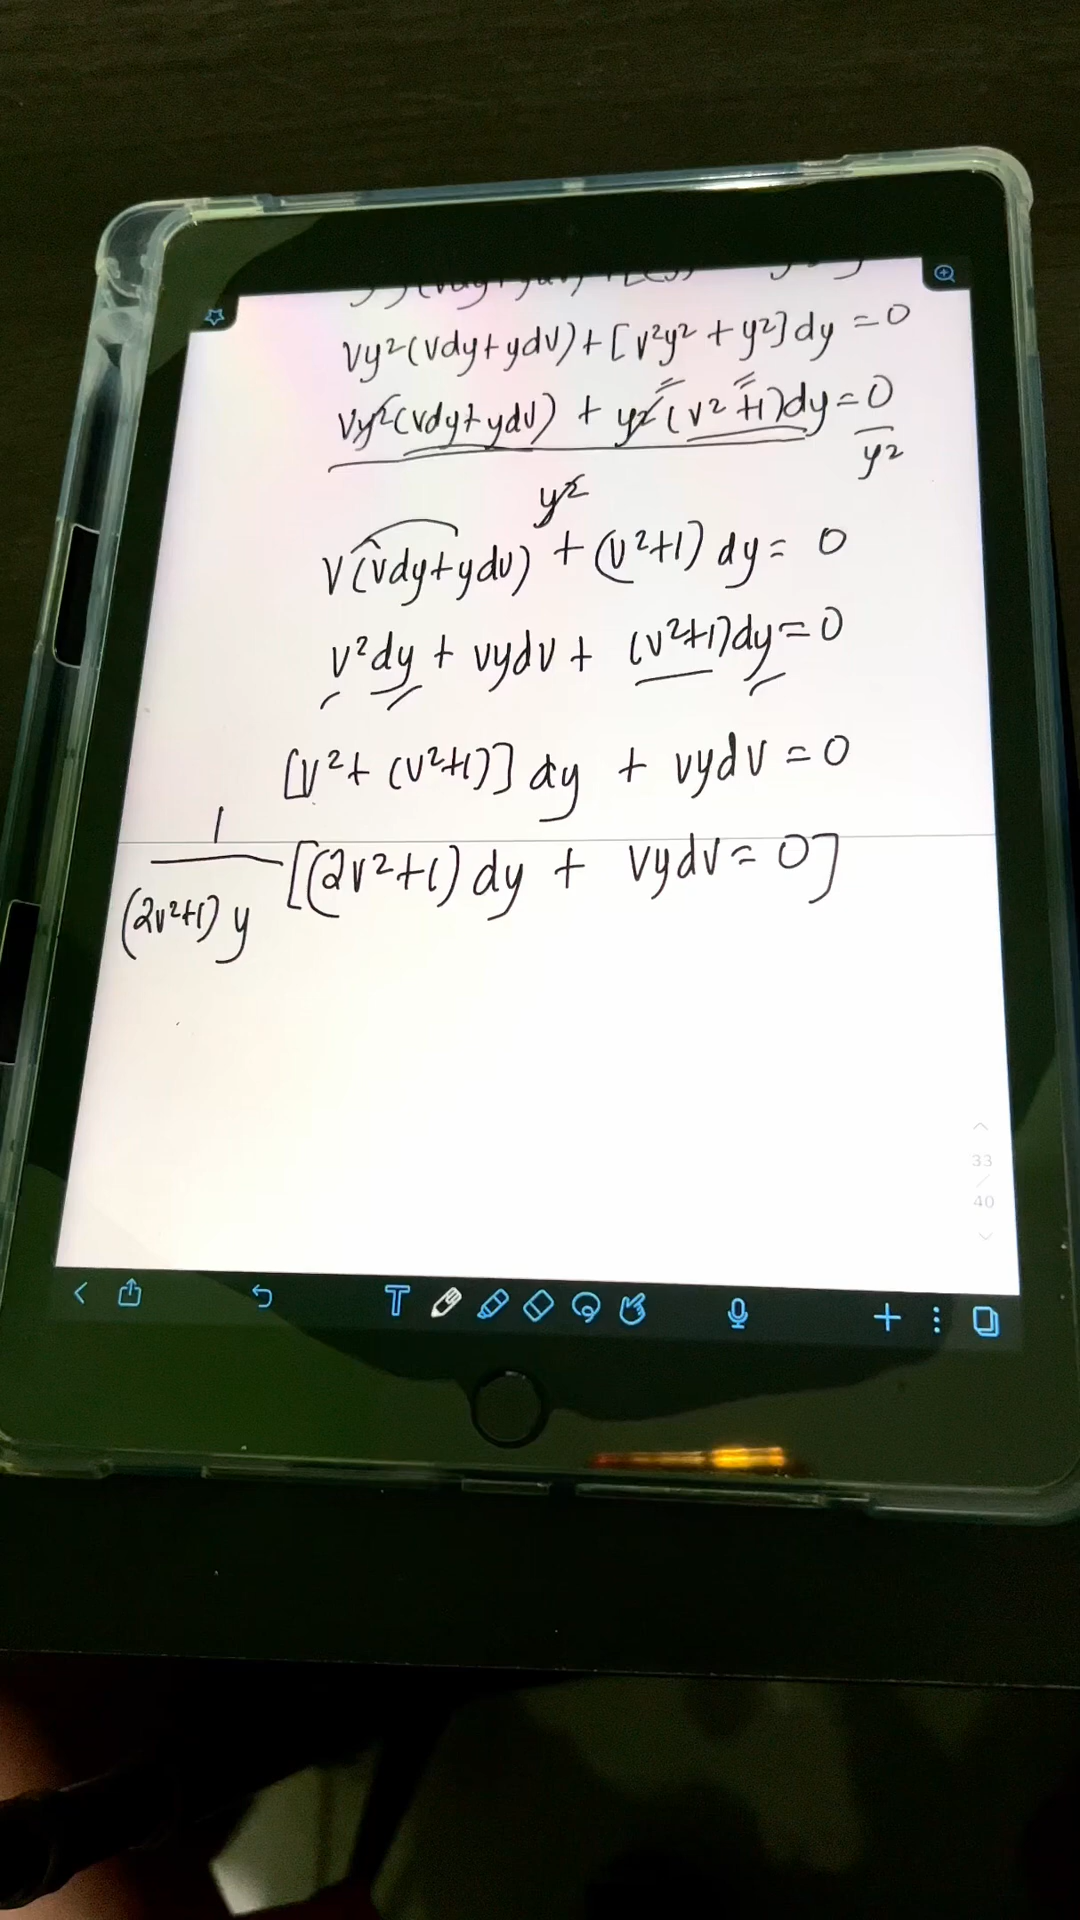 vy²(vdy+ydv)+[v²y²+y²]dy=0
vy²(vdy+ydv) + y²(v²+1)dy=0
y² y²
v(vdy+ydv) + (v²+1) dy = 0
v²dy + vydv + (v²+1)dy=0
[v²+ (v²+1)] dy + vydv = 0
1
(2v²+1) y [(2v²+1) dy + vydv = 0]
33
/
40
T